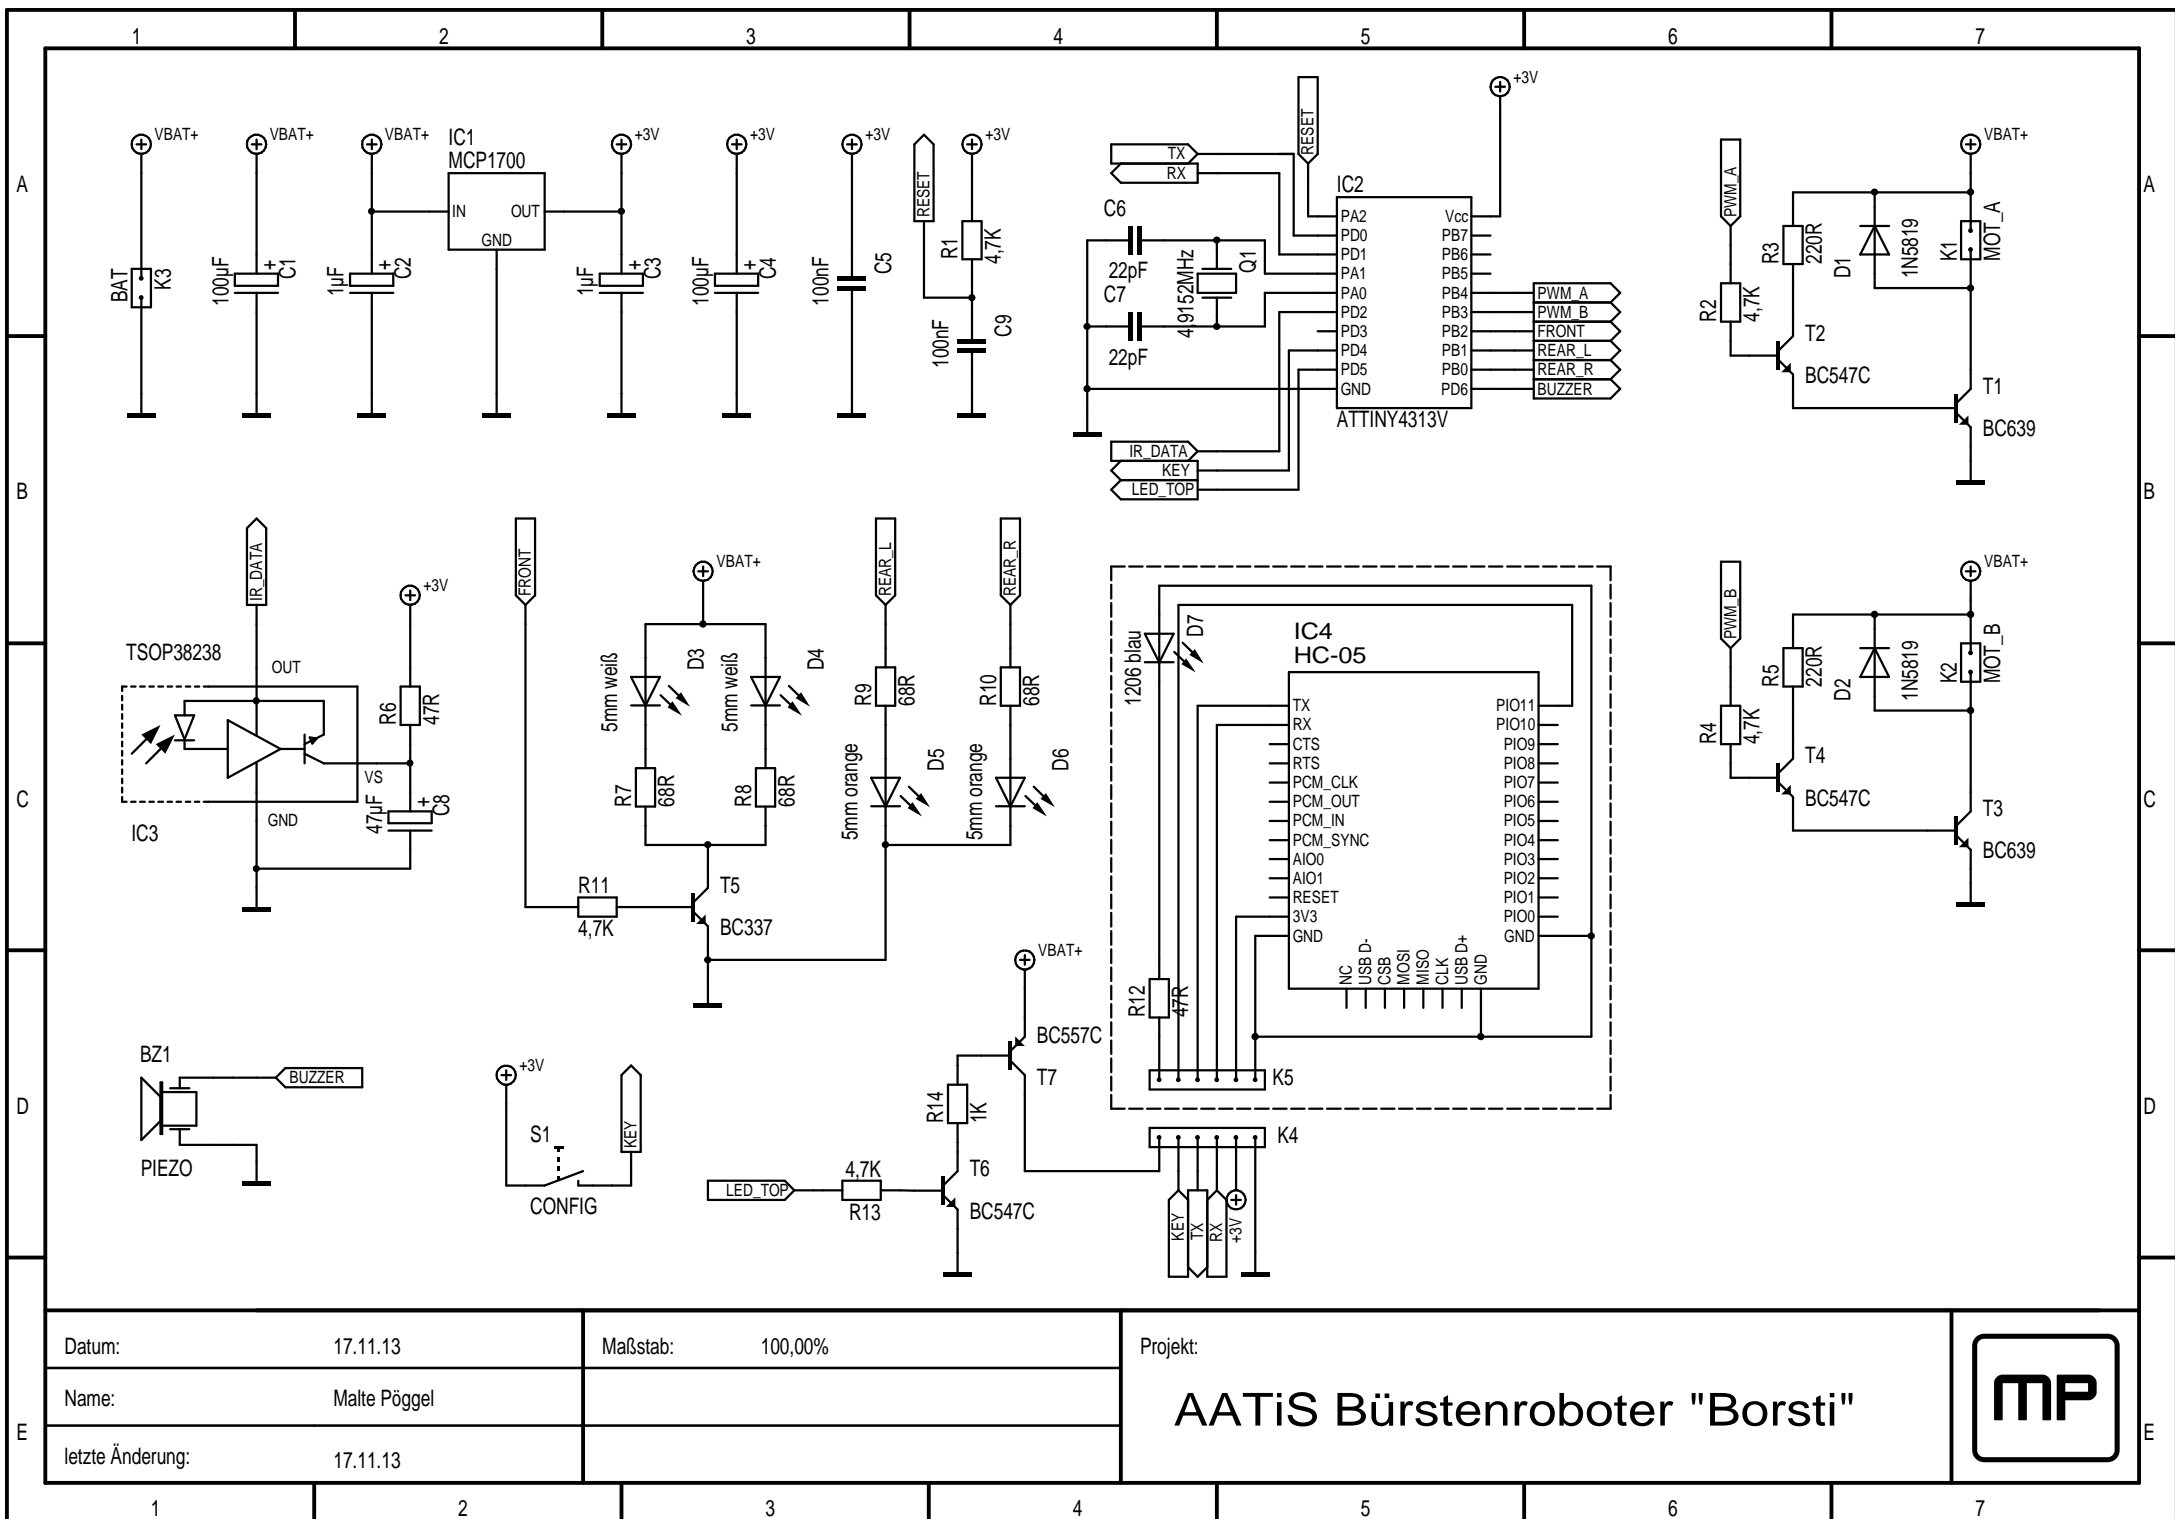 1 2 3 4 5 6 7
A
B
C
D
E
A
B
C
D
E
VBAT+
BAT
K3
VBAT+
100µF
+
C1
VBAT+
1µF
+
C2
IC1
MCP1700
IN
OUT
GND
+3V
1µF
+
C3
+3V
100µF
+
C4
+3V
100nF
C5
RESET
+3V
R1
4,7K
100nF
C9
TX
RX
C6
22pF
C7
22pF
4,9152MHz
Q1
RESET
+3V
IC2
PA2
PD0
PD1
PA1
PA0
PD2
PD3
PD4
PD5
GND
Vcc
PB7
PB6
PB5
PB4
PB3
PB2
PB1
PB0
PD6
ATTINY4313V
PWM_A
PWM_B
FRONT
REAR_L
REAR_R
BUZZER
IR_DATA
KEY
LED_TOP
PWM_A
R2
4,7K
VBAT+
R3
220R
D1
1N5819
K1
MOT_A
T2
BC547C
T1
BC639
IR_DATA
+3V
TSOP38238
OUT
R6
47R
VS
GND
IC3
47µF
+
C8
FRONT
VBAT+
5mm weiß
D3
5mm weiß
D4
R7
68R
R8
68R
R11
4,7K
T5
BC337
REAR_L
R9
68R
5mm orange
D5
REAR_R
R10
68R
5mm orange
D6
1206 blau
D7
IC4
HC-05
TX
RX
CTS
RTS
PCM_CLK
PCM_OUT
PCM_IN
PCM_SYNC
AIO0
AIO1
RESET
3V3
GND
PIO11
PIO10
PIO9
PIO8
PIO7
PIO6
PIO5
PIO4
PIO3
PIO2
PIO1
PIO0
GND
NC
USB D-
CSB
MOSI
MISO
CLK
USB D+
GND
R12
47R
K5
PWM_B
R4
4,7K
VBAT+
R5
220R
D2
1N5819
K2
MOT_B
T4
BC547C
T3
BC639
BZ1
BUZZER
PIEZO
+3V
S1
CONFIG
KEY
VBAT+
BC557C
T7
R14
1K
LED_TOP
4,7K
R13
T6
BC547C
K4
KEY
TX
RX
+3V
Datum: 17.11.13
Maßstab: 100,00%
Projekt:
Name: Malte Pöggel
AATiS Bürstenroboter "Borsti"
letzte Änderung: 17.11.13
MP
1 2 3 4 5 6 7